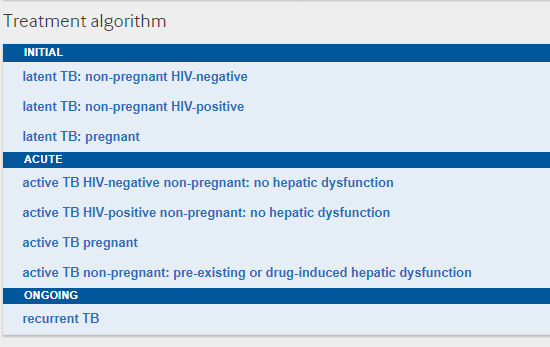 Treatment algorithm
INITIAL
latent TB: non-pregnant HIV-negative
latent TB: non-pregnant HIV-positive
latent TB: pregnant
ACUTE
active TB HIV-negative non-pregnant: no hepatic dysfunction
active TB HIV-positive non-pregnant: no hepatic dysfunction
active TB pregnant
active TB non-pregnant: pre-existing or drug-induced hepatic dysfunction
ONGOING
recurrent TB